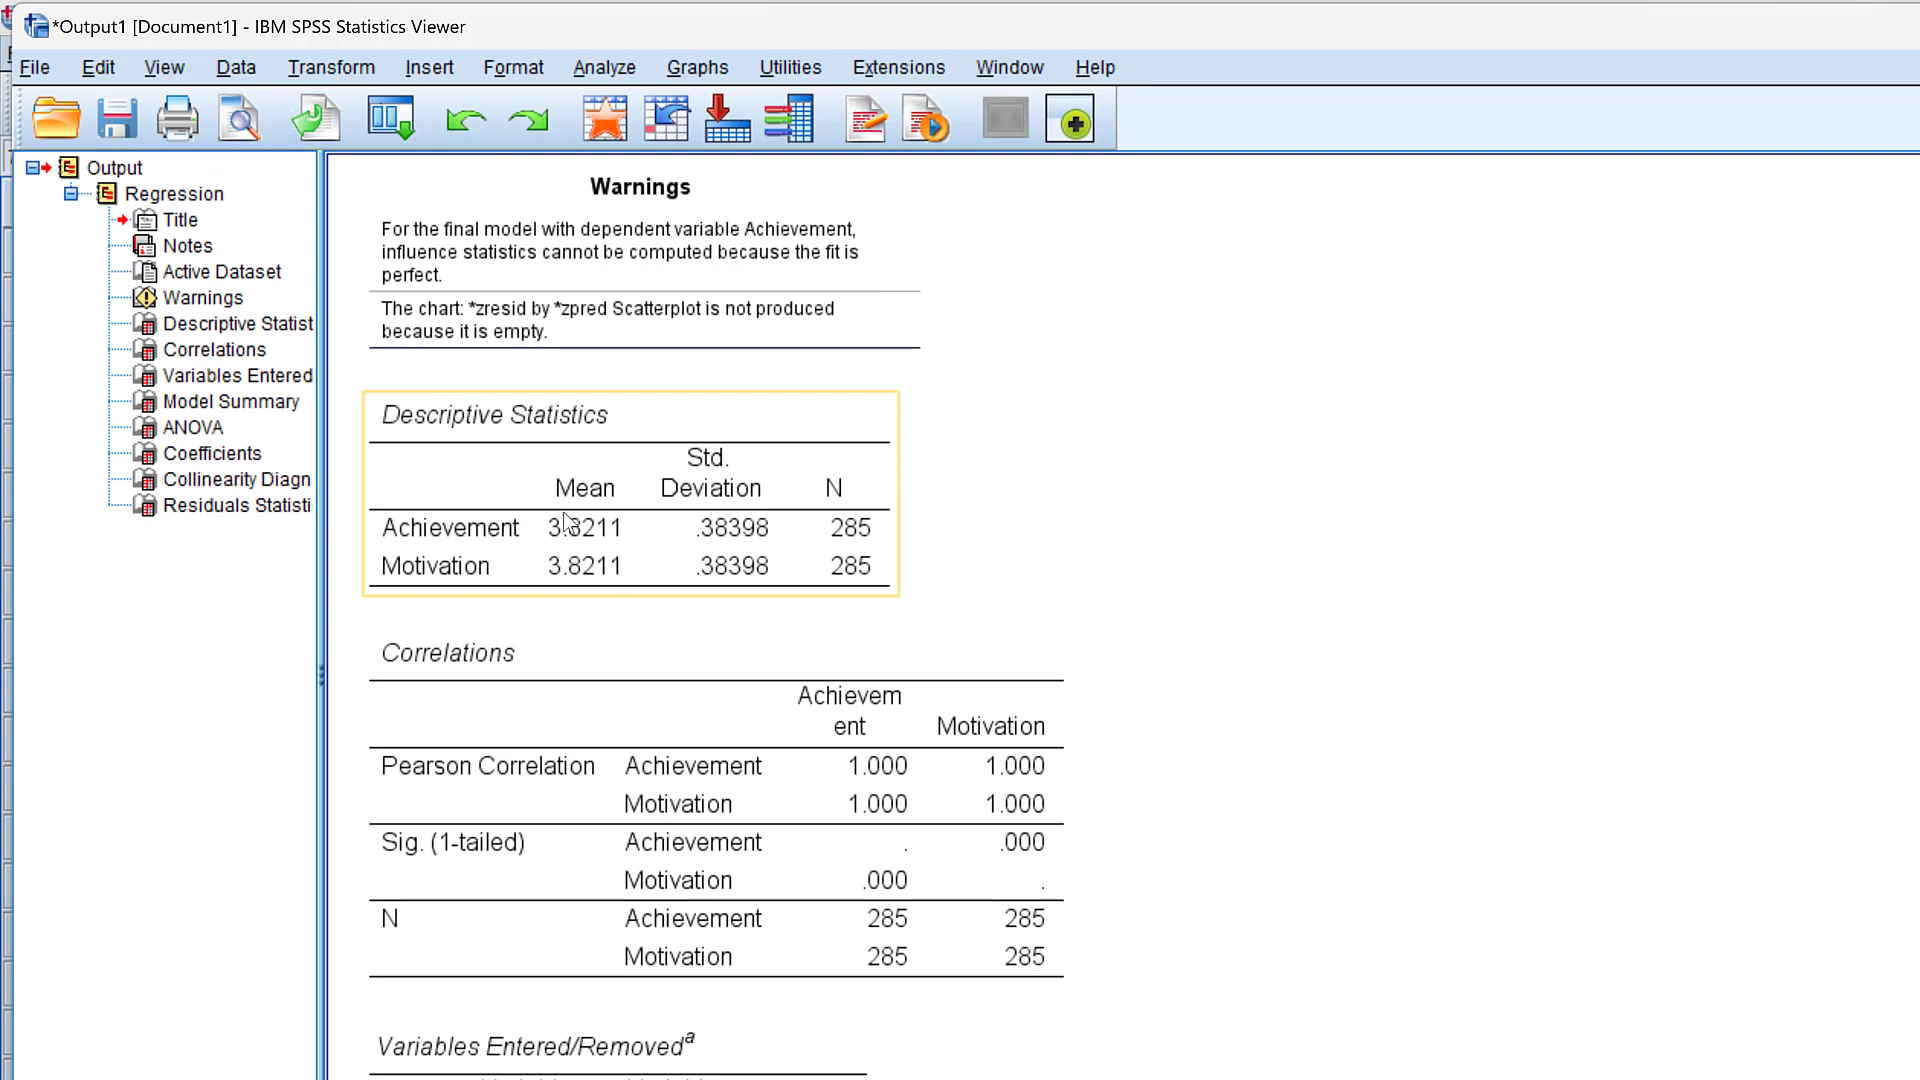 *Output1 [Document1] - IBM SPSS Statistics Viewer
File Edit View Data Transform Insert Format Analyze Graphs Utilities Extensions Window Help
Output
Regression
Title
Notes
Active Dataset
Warnings
Descriptive Statist
Correlations
Variables Entered
Model Summary
ANOVA
Coefficients
Collinearity Diagn
Residuals Statisti
Warnings
For the final model with dependent variable Achievement,
influence statistics cannot be computed because the fit is
perfect.
The chart: *zresid by *zpred Scatterplot is not produced
because it is empty.
Descriptive Statistics
Std.
Mean Deviation N
Achievement 3.8211 .38398 285
Motivation 3.8211 .38398 285
Correlations
Achievem
ent Motivation
Pearson Correlation Achievement 1.000 1.000
Motivation 1.000 1.000
Sig. (1-tailed) Achievement . .000
Motivation .000 .
N Achievement 285 285
Motivation 285 285
Variables Entered/Removedᵃ